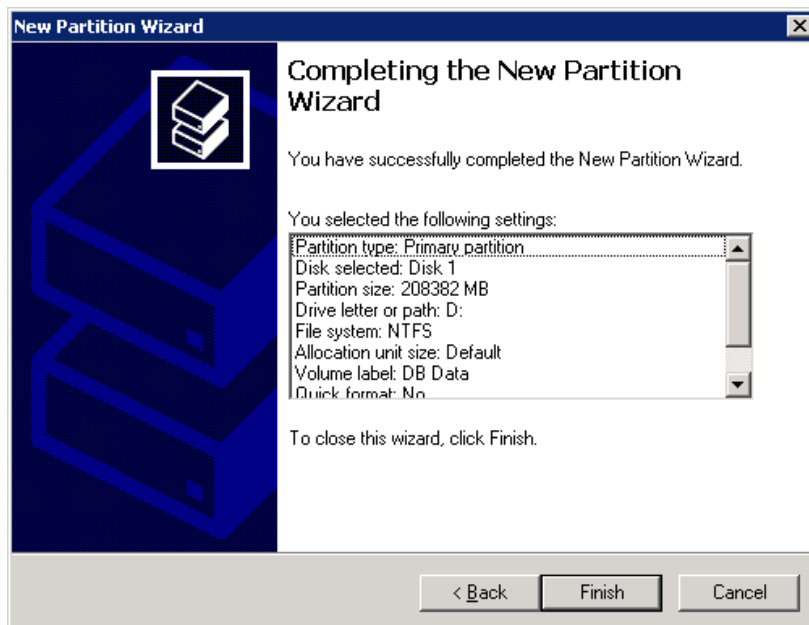 New Partition Wizard
Completing the New Partition
Wizard
You have successfully completed the New Partition Wizard.
You selected the following settings:
Partition type: Primary partition
Disk selected: Disk 1
Partition size: 208382 MB
Drive letter or path: D:
File system: NTFS
Allocation unit size: Default
Volume label: DB Data
Quick format: No
To close this wizard, click Finish.
< Back
Finish
Cancel